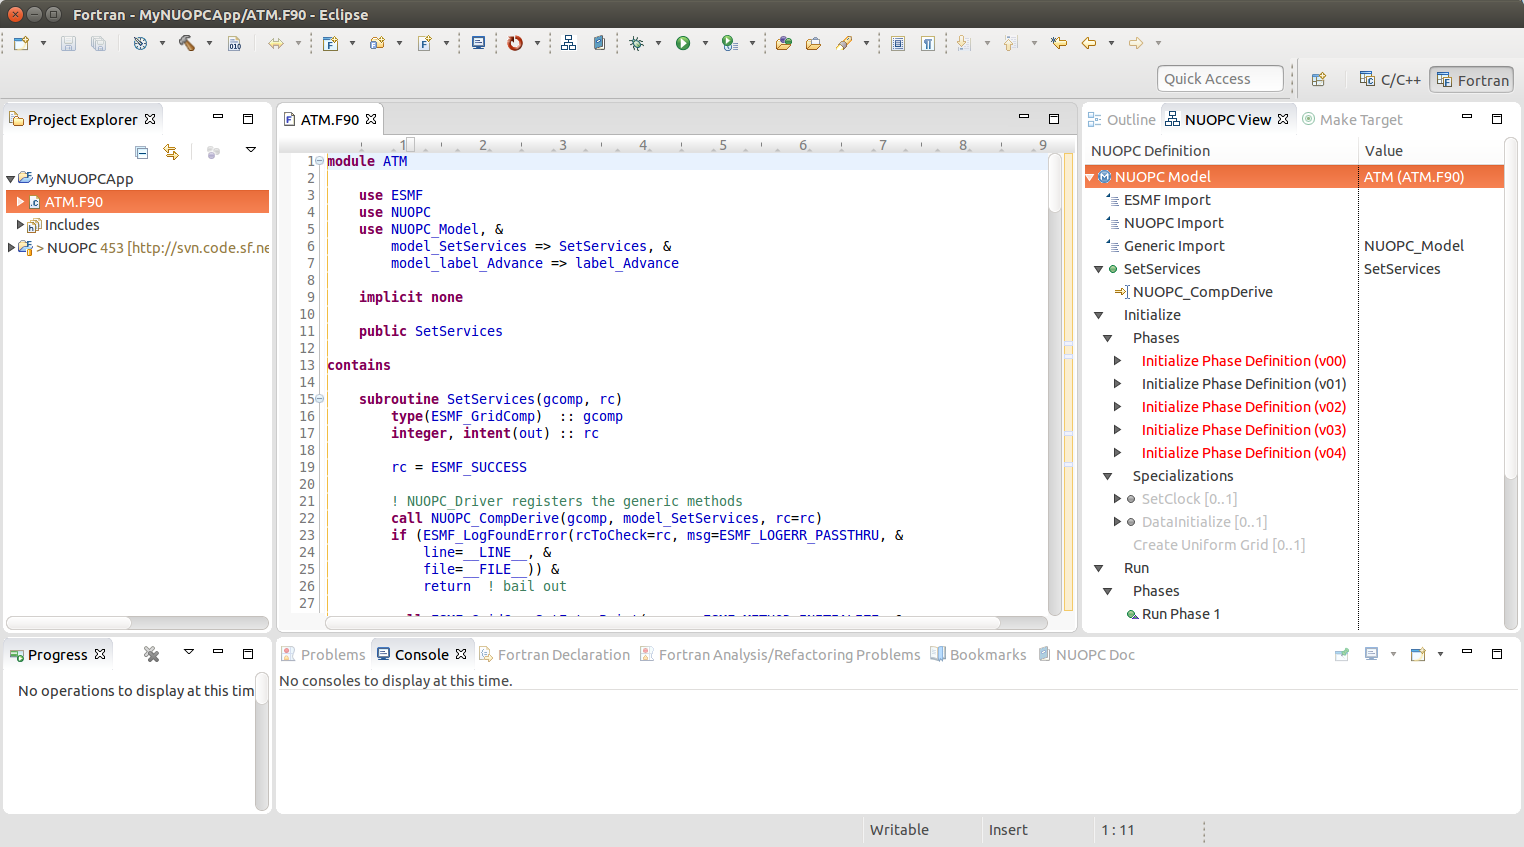 Fortran - MyNUOPCApp/ATM.F90 - Eclipse
Quick Access
C/C++
Fortran
Project Explorer
MyNUOPCApp
ATM.F90
Includes
> NUOPC 453 [http://svn.code.sf.ne
ATM.F90
1 2 3 4 5 6 7 8 9
1 module ATM
2
3 use ESMF
4 use NUOPC
5 use NUOPC_Model, &
6 model_SetServices => SetServices, &
7 model_label_Advance => label_Advance
8
9 implicit none
10
11 public SetServices
12
13 contains
14
15 subroutine SetServices(gcomp, rc)
16 type(ESMF_GridComp) :: gcomp
17 integer, intent(out) :: rc
18
19 rc = ESMF_SUCCESS
20
21 ! NUOPC_Driver registers the generic methods
22 call NUOPC_CompDerive(gcomp, model_SetServices, rc=rc)
23 if (ESMF_LogFoundError(rcToCheck=rc, msg=ESMF_LOGERR_PASSTHRU, &
24 line=__LINE__, &
25 file=__FILE__)) &
26 return ! bail out
27
Outline
NUOPC View
Make Target
NUOPC Definition Value
NUOPC Model ATM (ATM.F90)
ESMF Import
NUOPC Import
Generic Import NUOPC_Model
SetServices SetServices
NUOPC_CompDerive
Initialize
Phases
Initialize Phase Definition (v00)
Initialize Phase Definition (v01)
Initialize Phase Definition (v02)
Initialize Phase Definition (v03)
Initialize Phase Definition (v04)
Specializations
SetClock [0..1]
DataInitialize [0..1]
Create Uniform Grid [0..1]
Run
Phases
Run Phase 1
Progress
No operations to display at this tim
Problems
Console
Fortran Declaration
Fortran Analysis/Refactoring Problems
Bookmarks
NUOPC Doc
No consoles to display at this time.
Writable
Insert
1 : 11